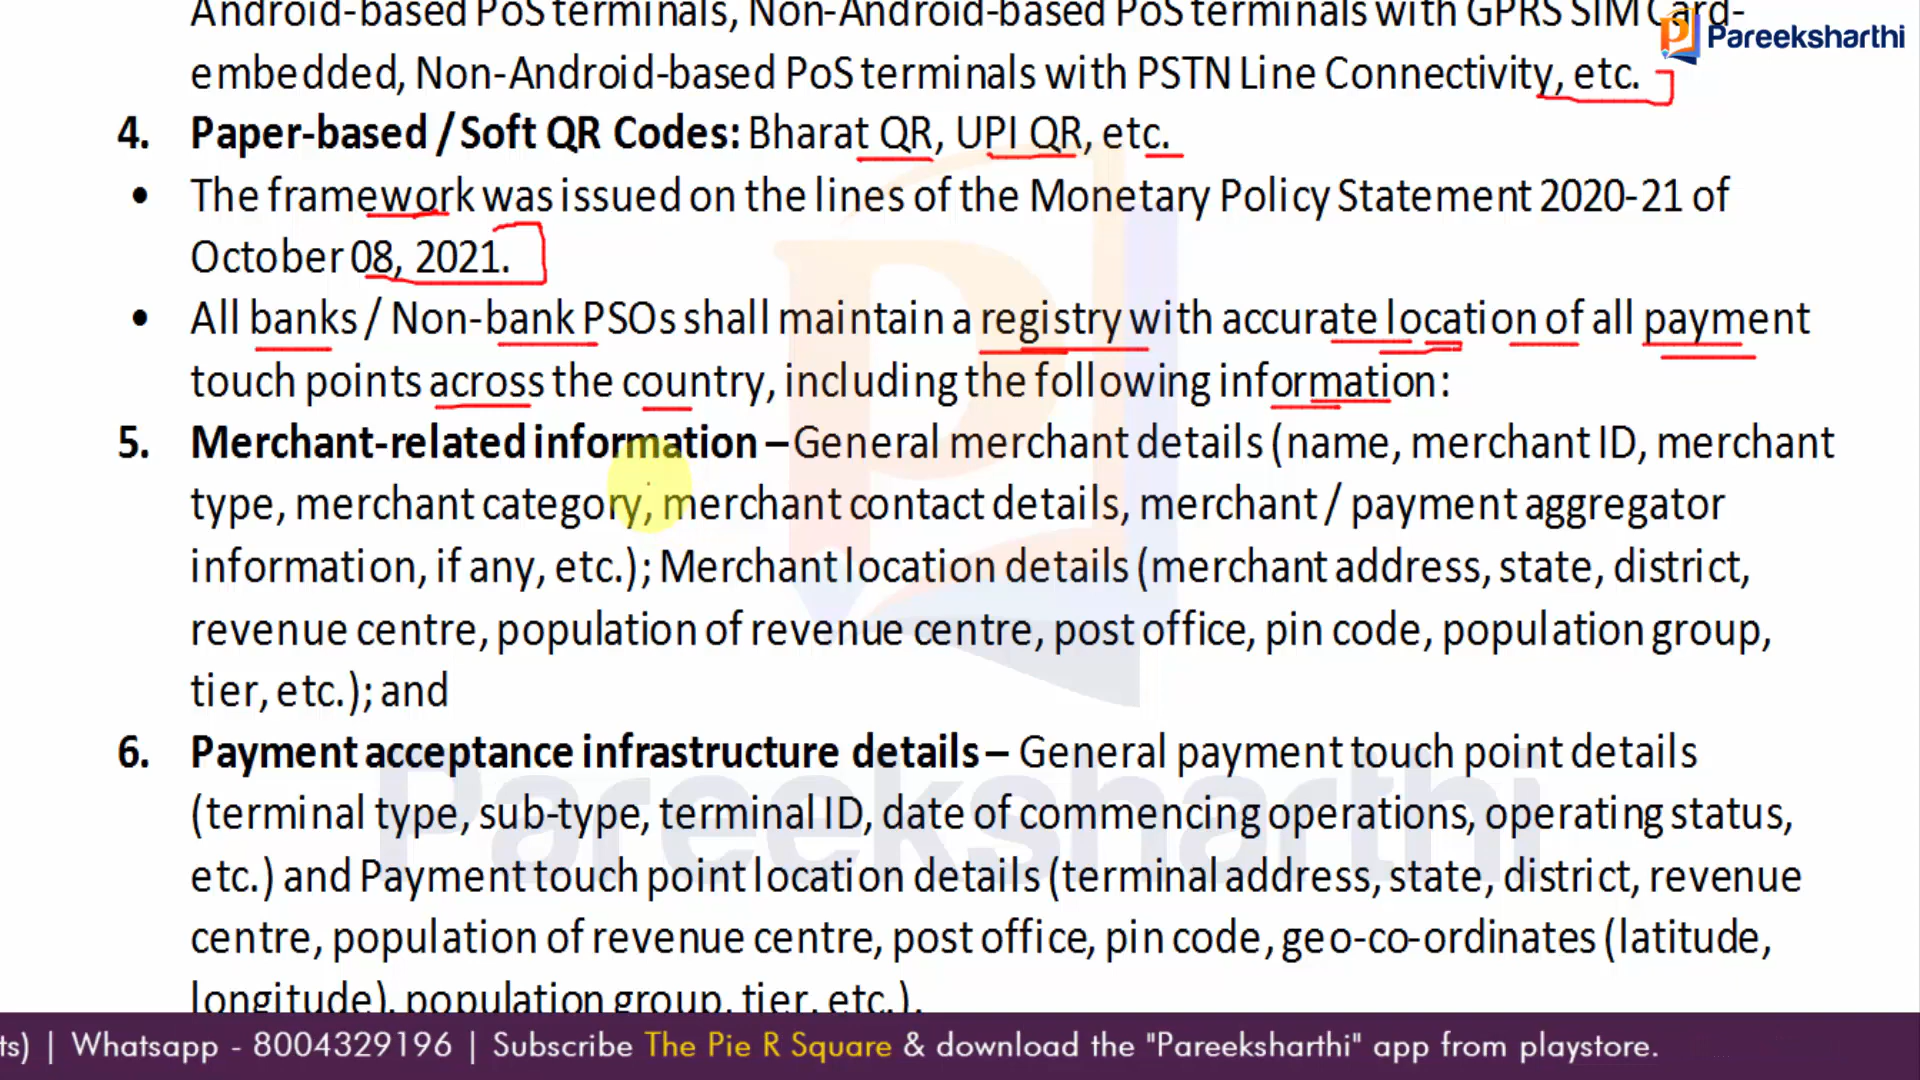 Android-based PoS terminals, Non-Android-based PoS terminals with GPRS SIM Card-
Pareeksharthi
embedded, Non-Android-based PoS terminals with PSTN Line Connectivity, etc.
4. Paper-based / Soft QR Codes: Bharat QR, UPI QR, etc.
• The framework was issued on the lines of the Monetary Policy Statement 2020-21 of
October 08, 2021.
• All banks / Non-bank PSOs shall maintain a registry with accurate location of all payment
touch points across the country, including the following information:
5. Merchant-related information – General merchant details (name, merchant ID, merchant
type, merchant category, merchant contact details, merchant / payment aggregator
information, if any, etc.); Merchant location details (merchant address, state, district,
revenue centre, population of revenue centre, post office, pin code, population group,
tier, etc.); and
6. Payment acceptance infrastructure details – General payment touch point details
(terminal type, sub-type, terminal ID, date of commencing operations, operating status,
Pareeksharthi
etc.) and Payment touch point location details (terminal address, state, district, revenue
centre, population of revenue centre, post office, pin code, geo-co-ordinates (latitude,
longitude), population group, tier, etc.).
ts) | Whatsapp - 8004329196 | Subscribe The Pie R Square & download the "Pareeksharthi" app from playstore.